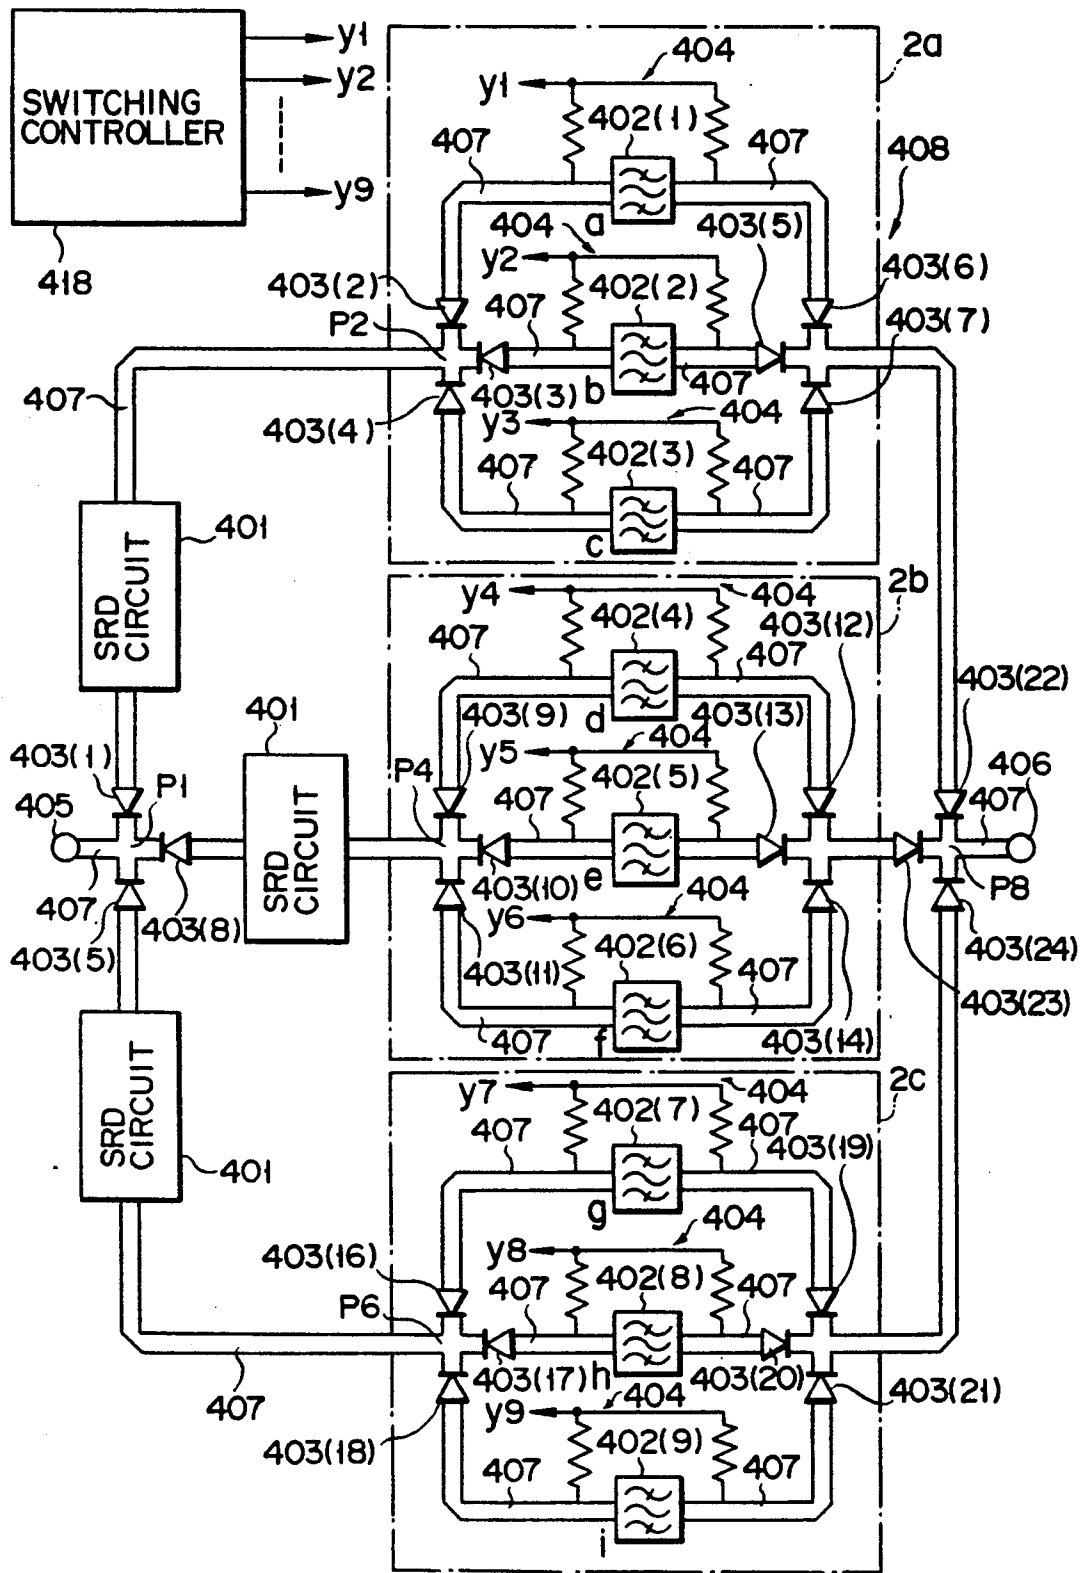 SWITCHING
CONTROLLER
418
y1
y2
y9
2a
404
y1
402(1)
407
407
408
a
404
403(5)
y2
403(2)
402(2)
403(6)
P2
407
403(7)
407
403(3)
b
407
403(4)
y3
404
407
402(3)
407
c
401
SRD
CIRCUIT
2b
y4
404
402(4)
403(12)
407
407
403(9)
d
403(13)
403(22)
401
y5
404
403(1)
P4
402(5)
406
405
P1
407
407
SRD
CIRCUIT
403(10)
e
P8
407
403(8)
y6
404
403(5)
403(11)
402(6)
407
403(24)
403(23)
407
f
403(14)
SRD
CIRCUIT
401
2c
y7
404
402(7)
407
407
403(19)
g
403(16)
y8
404
P6
407
402(8)
407
403(17)
h
403(20)
403(21)
407
y9
404
403(18)
402(9)
407
407
i